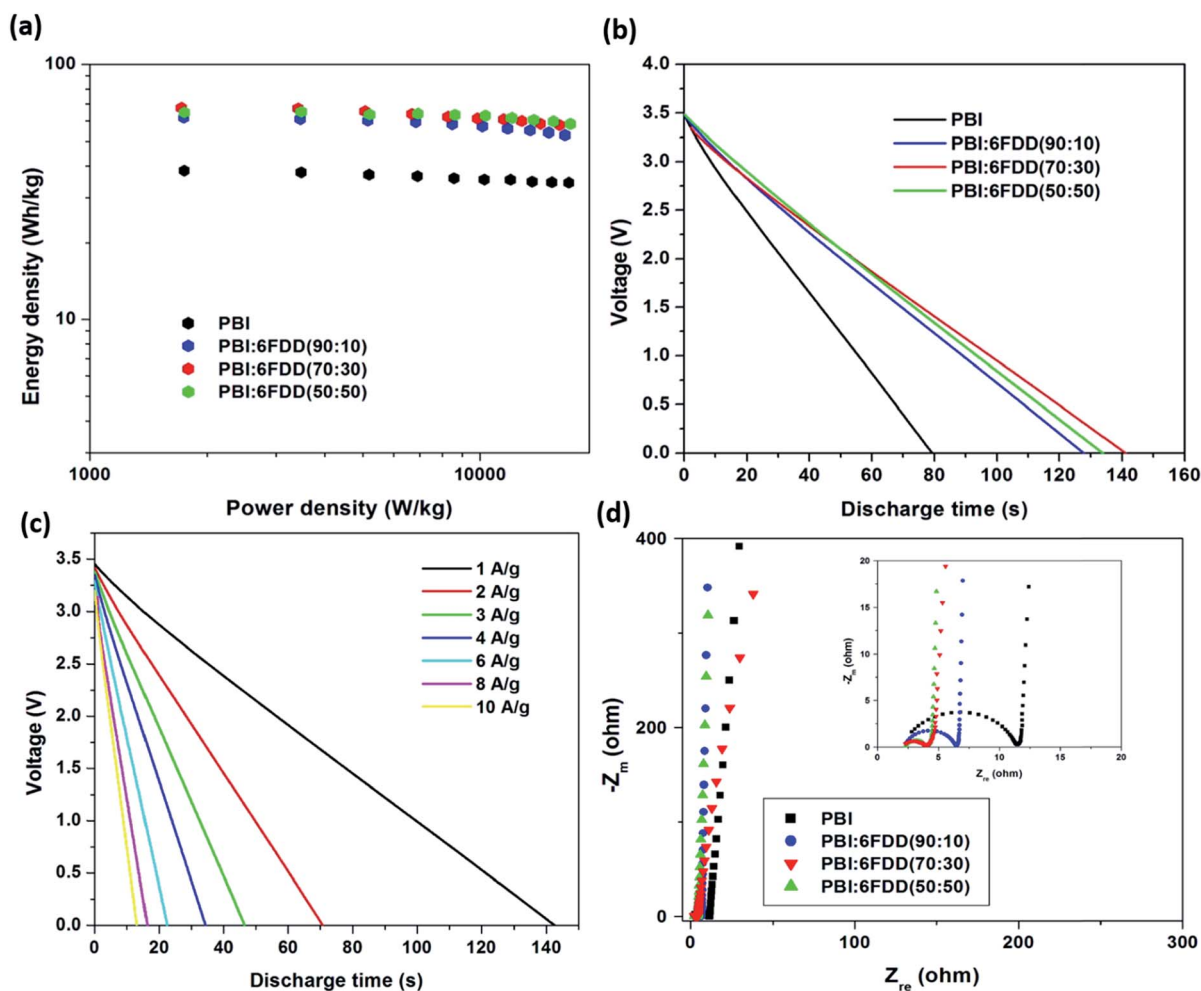 (a)
100
10
Energy density (Wh/kg)
PBI
PBI:6FDD(90:10)
PBI:6FDD(70:30)
PBI:6FDD(50:50)
1000
10000
Power density (W/kg)
(b)
4.0
3.5
3.0
2.5
2.0
1.5
1.0
0.5
0.0
Voltage (V)
PBI
PBI:6FDD(90:10)
PBI:6FDD(70:30)
PBI:6FDD(50:50)
0 20 40 60 80 100 120 140 160
Discharge time (s)
(c)
3.5
3.0
2.5
2.0
1.5
1.0
0.5
0.0
Voltage (V)
1 A/g
2 A/g
3 A/g
4 A/g
6 A/g
8 A/g
10 A/g
0 20 40 60 80 100 120 140
Discharge time (s)
(d)
400
200
0
-Zm (ohm)
20
15
10
5
0
-Zm (ohm)
0 5 10 15 20
Zre (ohm)
PBI
PBI:6FDD(90:10)
PBI:6FDD(70:30)
PBI:6FDD(50:50)
0 100 200 300
Zre (ohm)